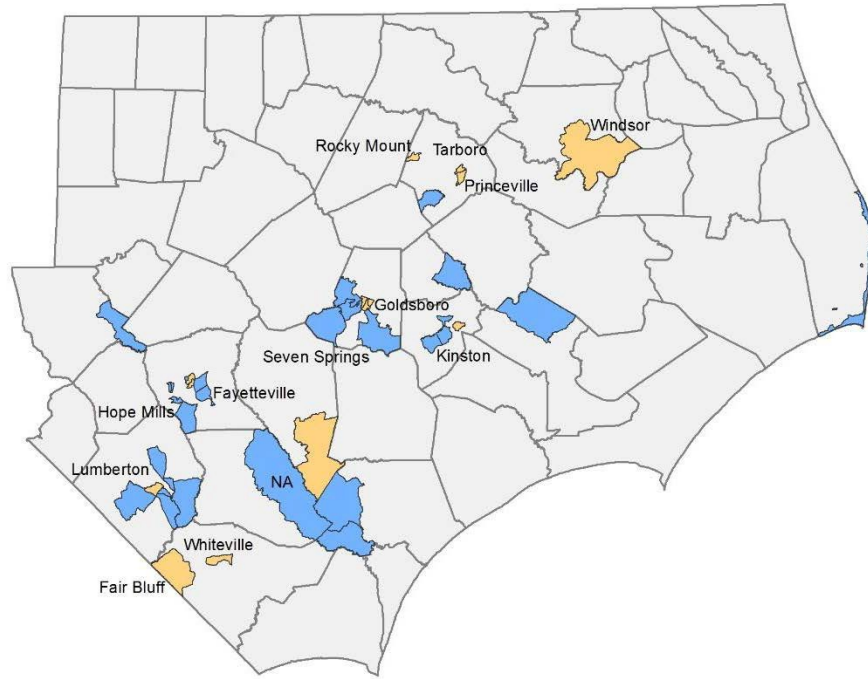 Windsor
Rocky Mount
Tarboro
Princeville
Goldsboro
Seven Springs
Kinston
Fayetteville
Hope Mills
Lumberton
NA
Whiteville
Fair Bluff